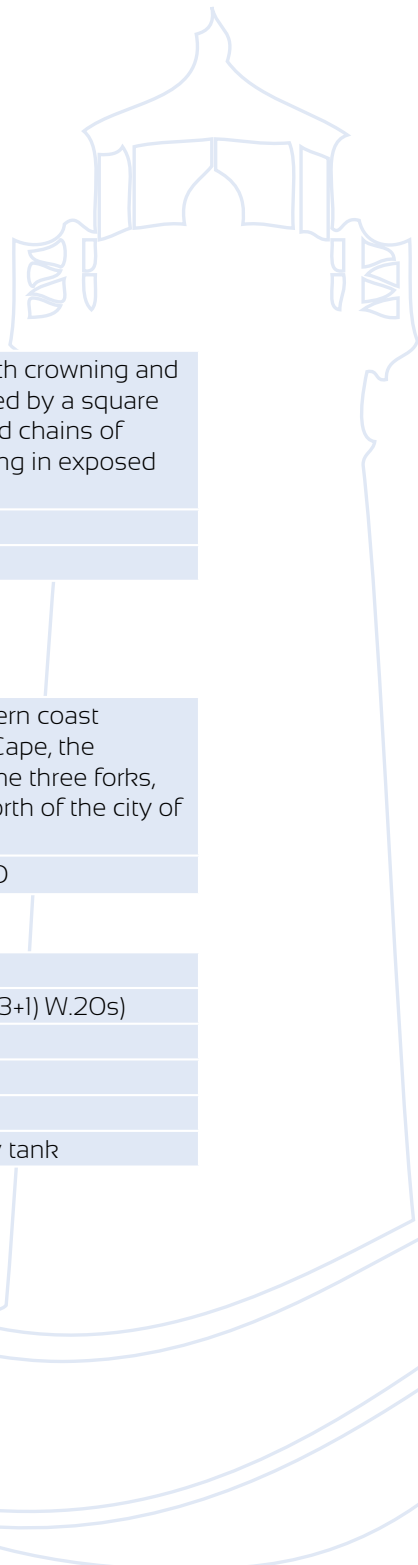 th crowning and
ed by a square
d chains of
ng in exposed
ern coast
Cape, the
he three forks,
orth of the city of
0
3+1) W.20s)
tank